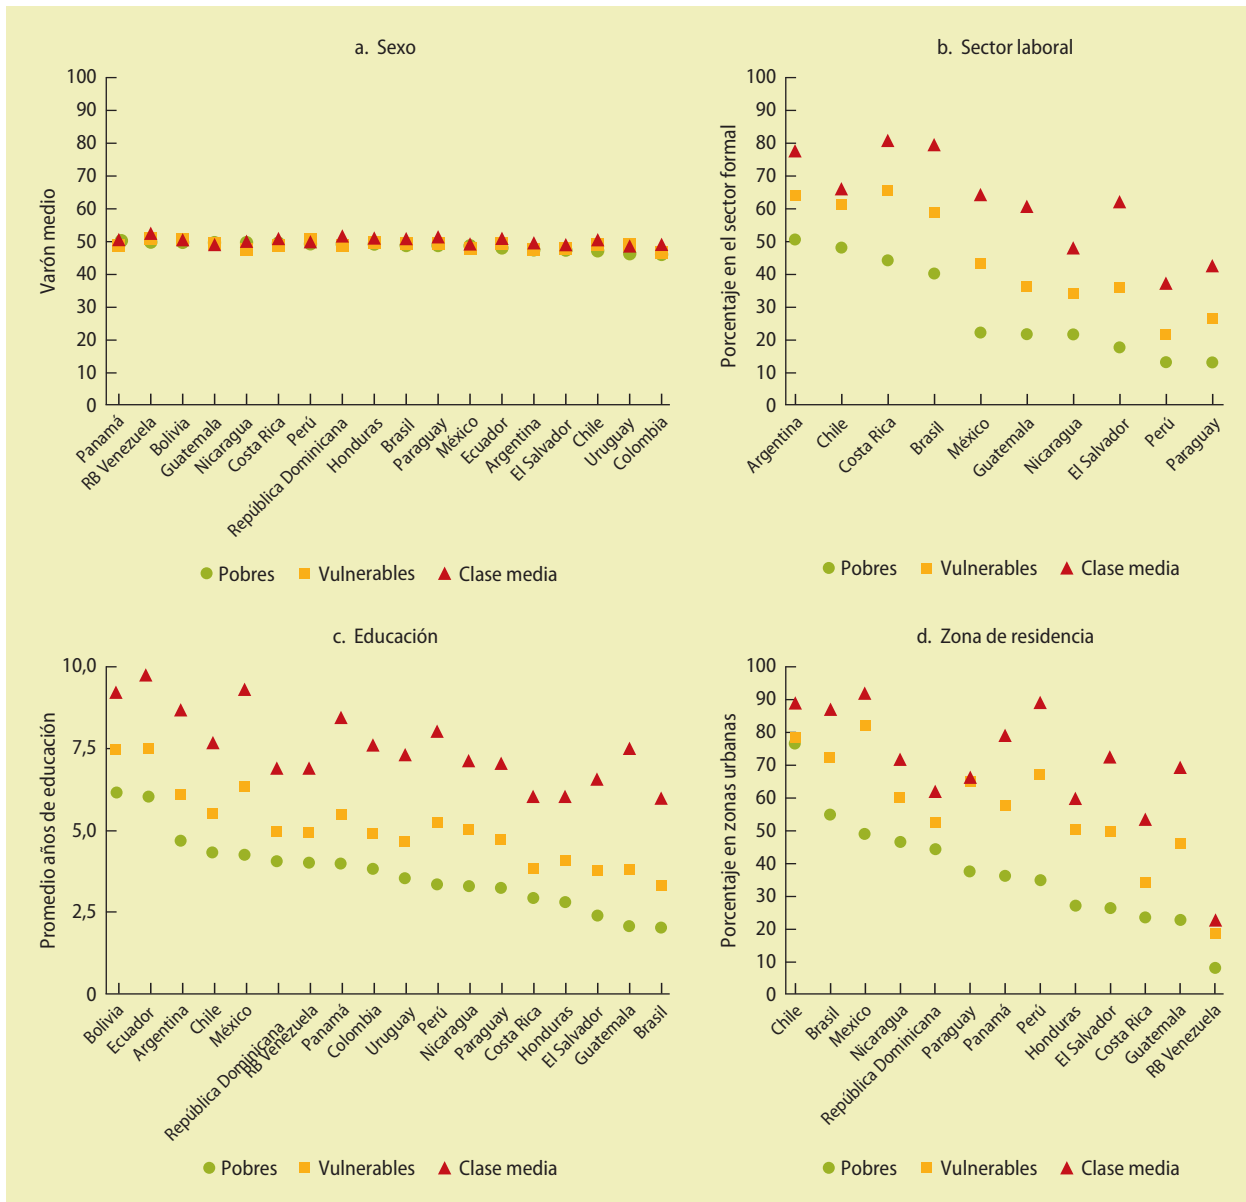 a. Sexo
100
90
80
70
60
50
40
30
20
10
0
Varón medio
Panamá
RB Venezuela
Bolivia
Guatemala
Nicaragua
Costa Rica
Perú
República Dominicana
Honduras
Brasil
Paraguay
México
Ecuador
Argentina
El Salvador
Chile
Uruguay
Colombia
Pobres Vulnerables Clase media
b. Sector laboral
100
90
80
70
60
50
40
30
20
10
0
Porcentaje en el sector formal
Argentina
Chile
Costa Rica
Brasil
México
Guatemala
Nicaragua
El Salvador
Perú
Paraguay
Pobres Vulnerables Clase media
c. Educación
10,0
7,5
5,0
2,5
0
Promedio años de educación
Bolivia
Ecuador
Argentina
Chile
México
República Dominicana
RB Venezuela
Panamá
Colombia
Uruguay
Perú
Nicaragua
Paraguay
Costa Rica
Honduras
El Salvador
Guatemala
Brasil
Pobres Vulnerables Clase media
d. Zona de residencia
100
90
80
70
60
50
40
30
20
10
0
Porcentaje en zonas urbanas
Chile
Brasil
Mexico
Nicaragua
República Dominicana
Paraguay
Panamá
Perú
Honduras
El Salvador
Costa Rica
Guatemala
RB Venezuela
Pobres Vulnerables Clase media